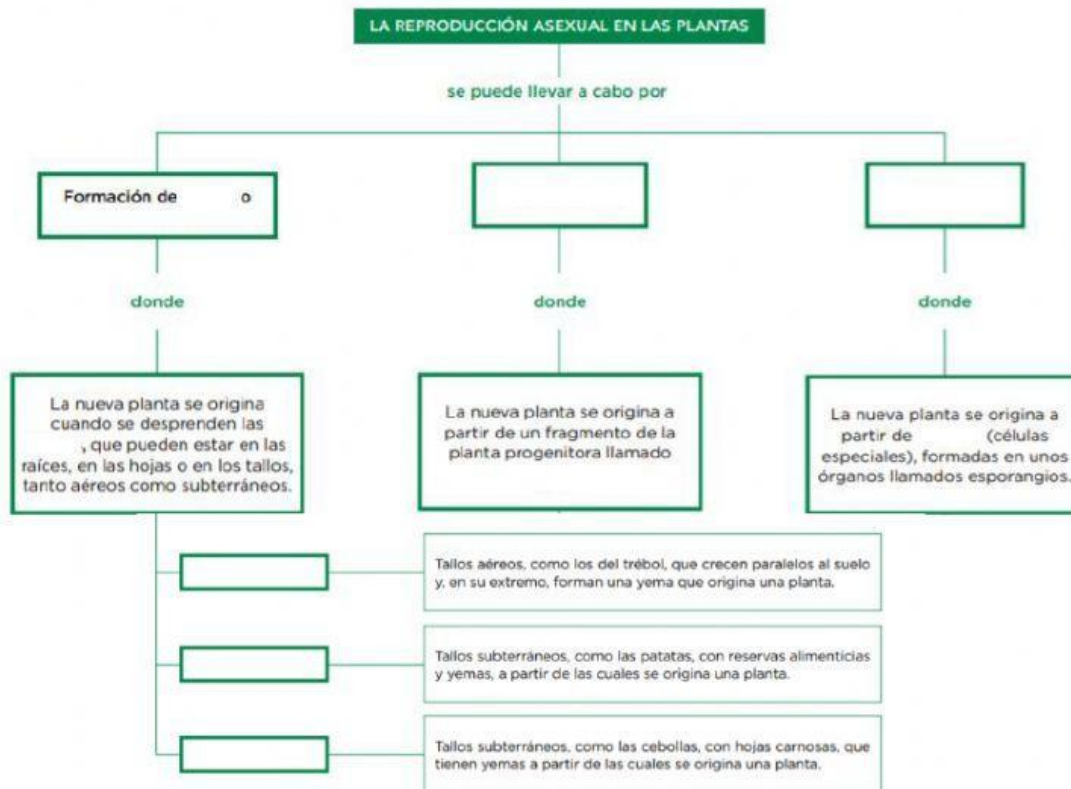 LA REPRODUCCIÓN ASEXUAL EN LAS PLANTAS
se puede llevar a cabo por
Formación de o
donde
donde
donde
La nueva planta se origina
cuando se desprenden las
, que pueden estar en las
raíces, en las hojas o en los tallos,
tanto aéreos como subterráneos.
La nueva planta se origina a
partir de un fragmento de la
planta progenitora llamado
La nueva planta se origina a
partir de (células
especiales), formadas en unos
órganos llamados esporangios.
Tallos aéreos, como los del trébol, que crecen paralelos al suelo
y, en su extremo, forman una yema que origina una planta.
Tallos subterráneos, como las patatas, con reservas alimenticias
y yemas, a partir de las cuales se origina una planta.
Tallos subterráneos, como las cebollas, con hojas carnosas, que
tienen yemas a partir de las cuales se origina una planta.